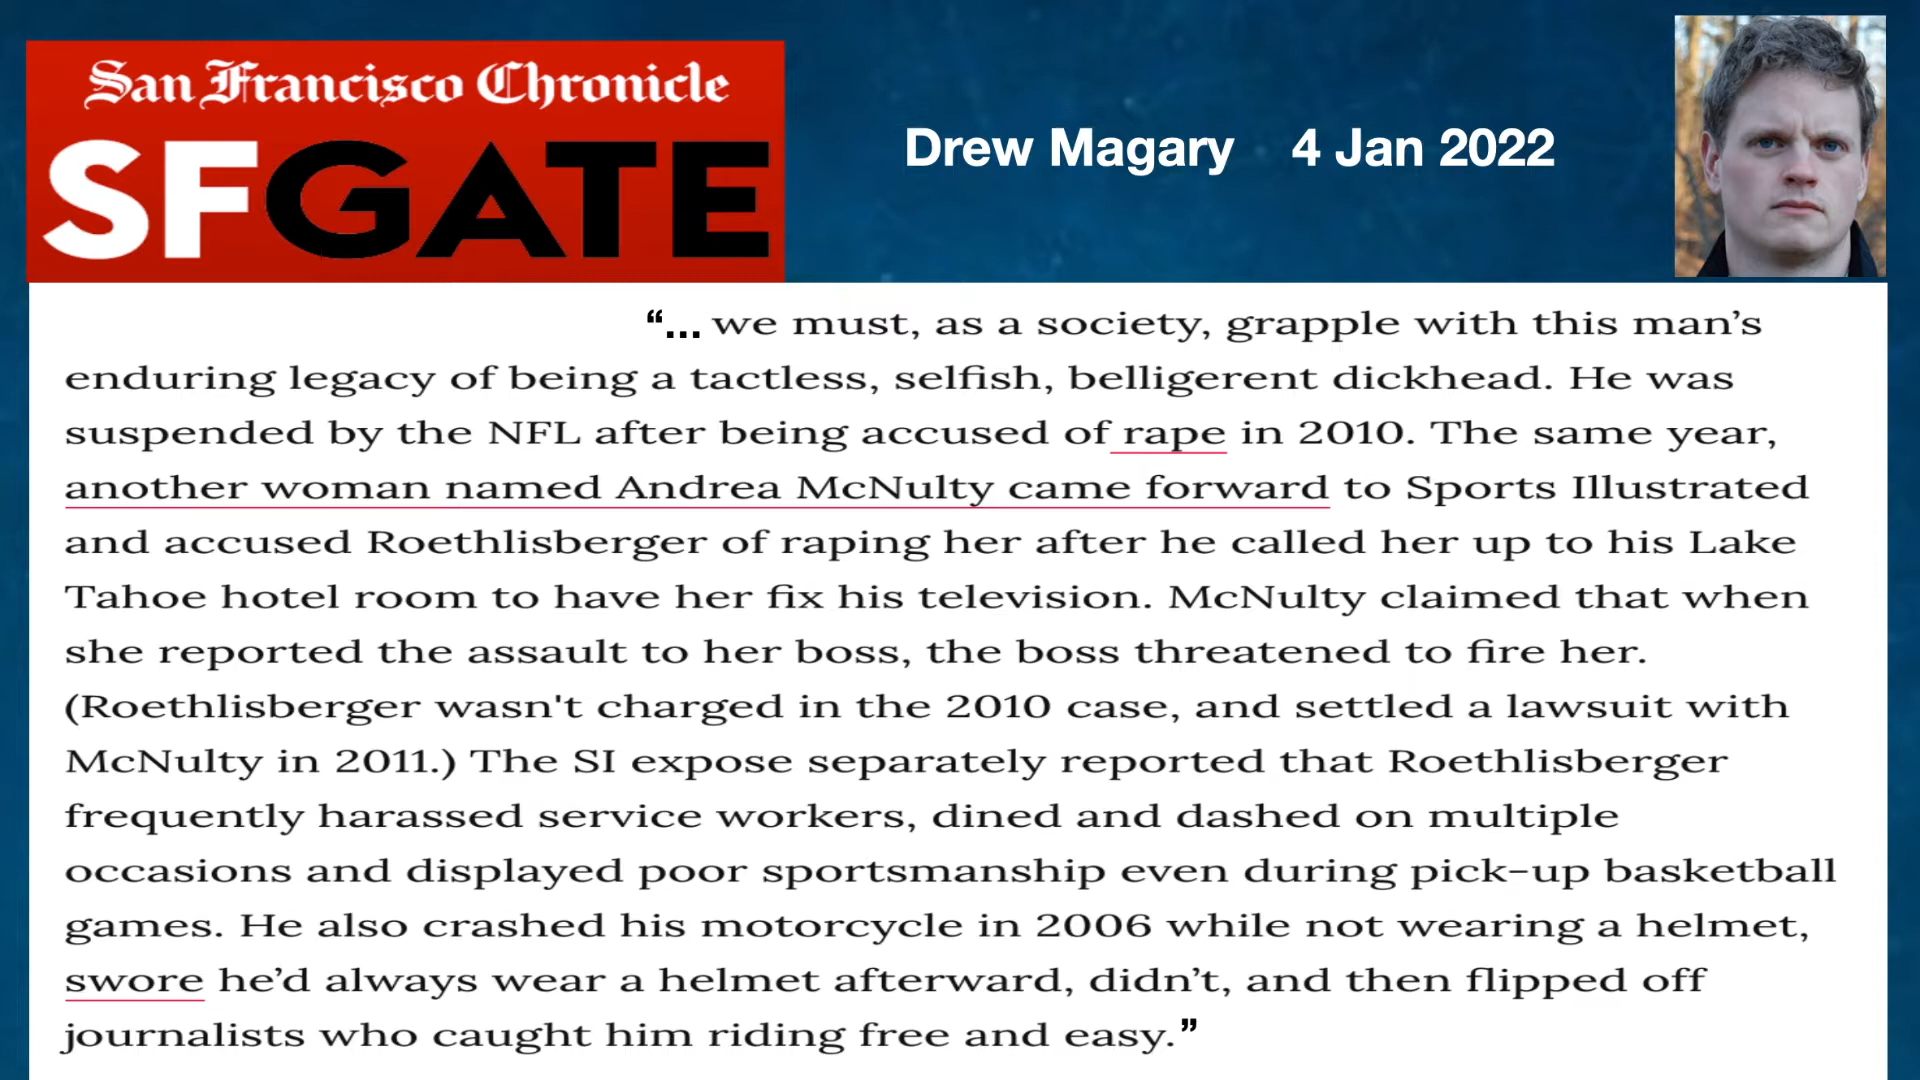 San Francisco Chronicle
SFGATE
Drew Magary 4 Jan 2022
“... we must, as a society, grapple with this man’s
enduring legacy of being a tactless, selfish, belligerent dickhead. He was
suspended by the NFL after being accused of rape in 2010. The same year,
another woman named Andrea McNulty came forward to Sports Illustrated
and accused Roethlisberger of raping her after he called her up to his Lake
Tahoe hotel room to have her fix his television. McNulty claimed that when
she reported the assault to her boss, the boss threatened to fire her.
(Roethlisberger wasn't charged in the 2010 case, and settled a lawsuit with
McNulty in 2011.) The SI expose separately reported that Roethlisberger
frequently harassed service workers, dined and dashed on multiple
occasions and displayed poor sportsmanship even during pick-up basketball
games. He also crashed his motorcycle in 2006 while not wearing a helmet,
swore he’d always wear a helmet afterward, didn’t, and then flipped off
journalists who caught him riding free and easy.”